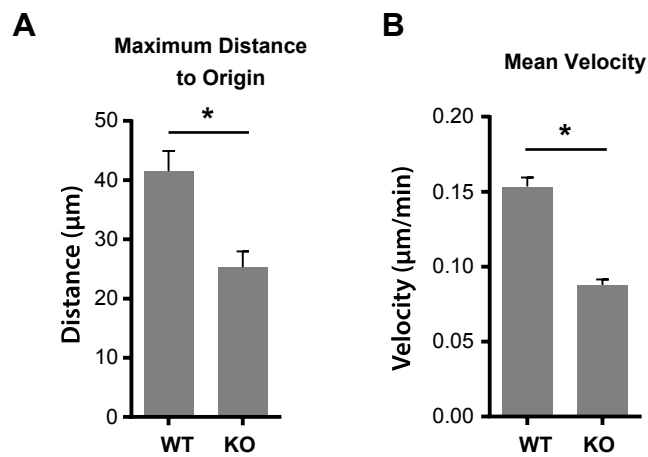 A
Maximum Distance
to Origin
*
50
40
30
20
10
0
Distance (μm)
WT KO
B
Mean Velocity
*
0.20
0.15
0.10
0.05
0.00
Velocity (μm/min)
WT KO